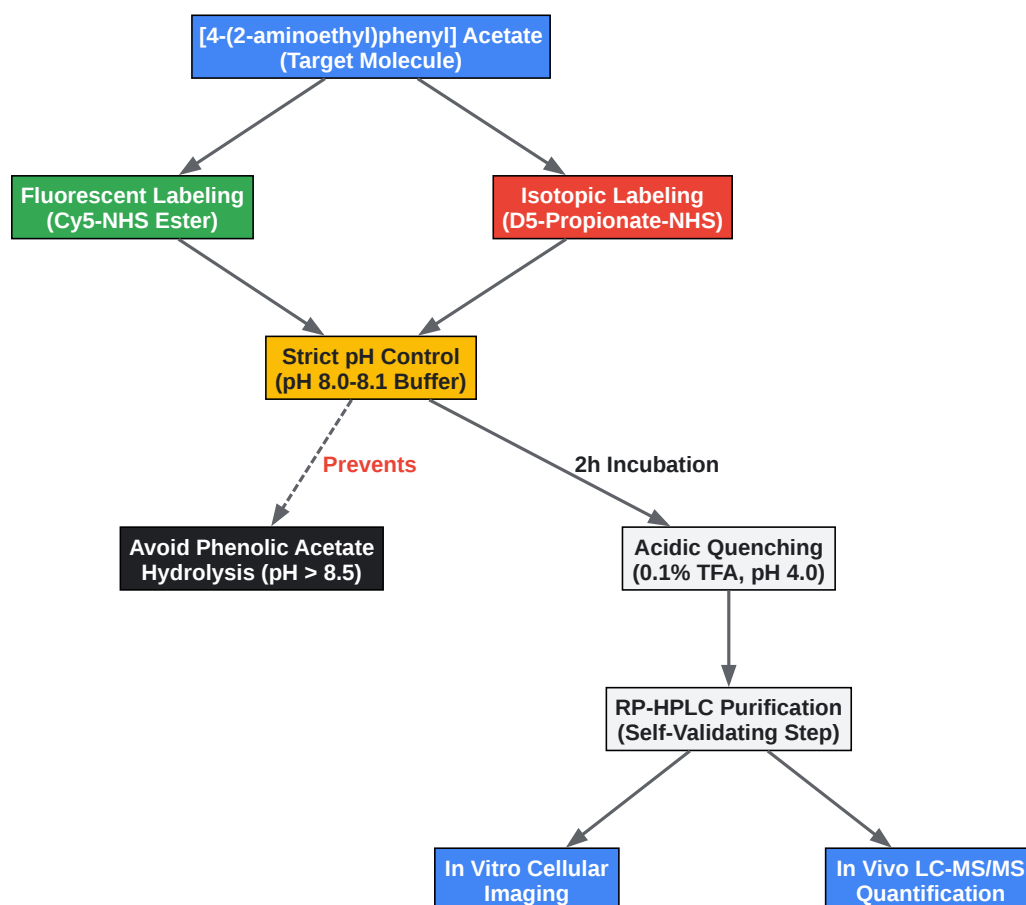 [4-(2-aminoethyl)phenyl] Acetate
(Target Molecule)
Fluorescent Labeling
(Cy5-NHS Ester)
Isotopic Labeling
(D5-Propionate-NHS)
Strict pH Control
(pH 8.0-8.1 Buffer)
Prevents
2h Incubation
Avoid Phenolic Acetate
Hydrolysis (pH > 8.5)
Acidic Quenching
(0.1% TFA, pH 4.0)
RP-HPLC Purification
(Self-Validating Step)
In Vitro Cellular
Imaging
In Vivo LC-MS/MS
Quantification